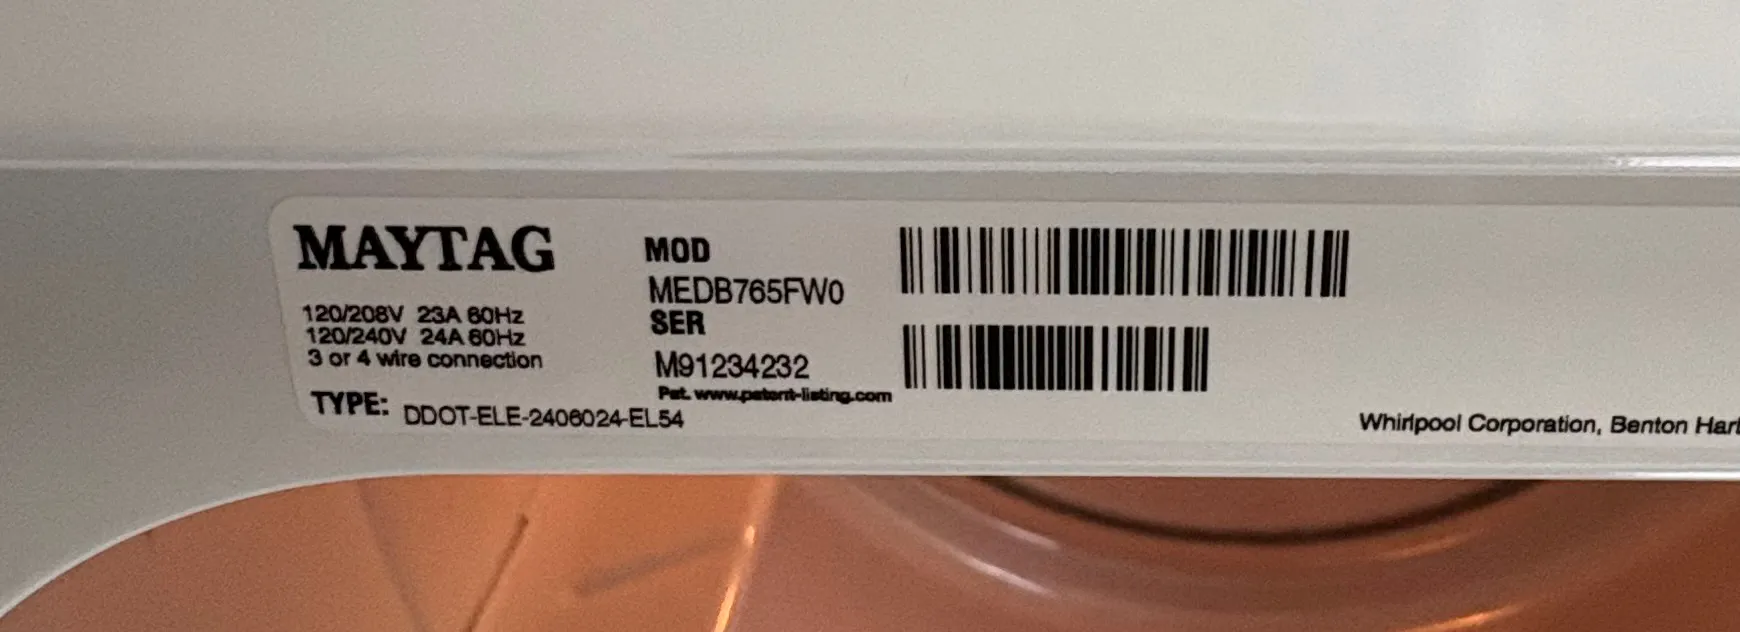 MAYTAG
120/208V 23A 60Hz
120/240V 24A 60Hz
3 or 4 wire connection
TYPE: DDOT-ELE-2406024-EL54
MOD
MEDB765FW0
SER
M91234232
Pat. www.patent-listing.com
Whirlpool Corporation, Benton Har